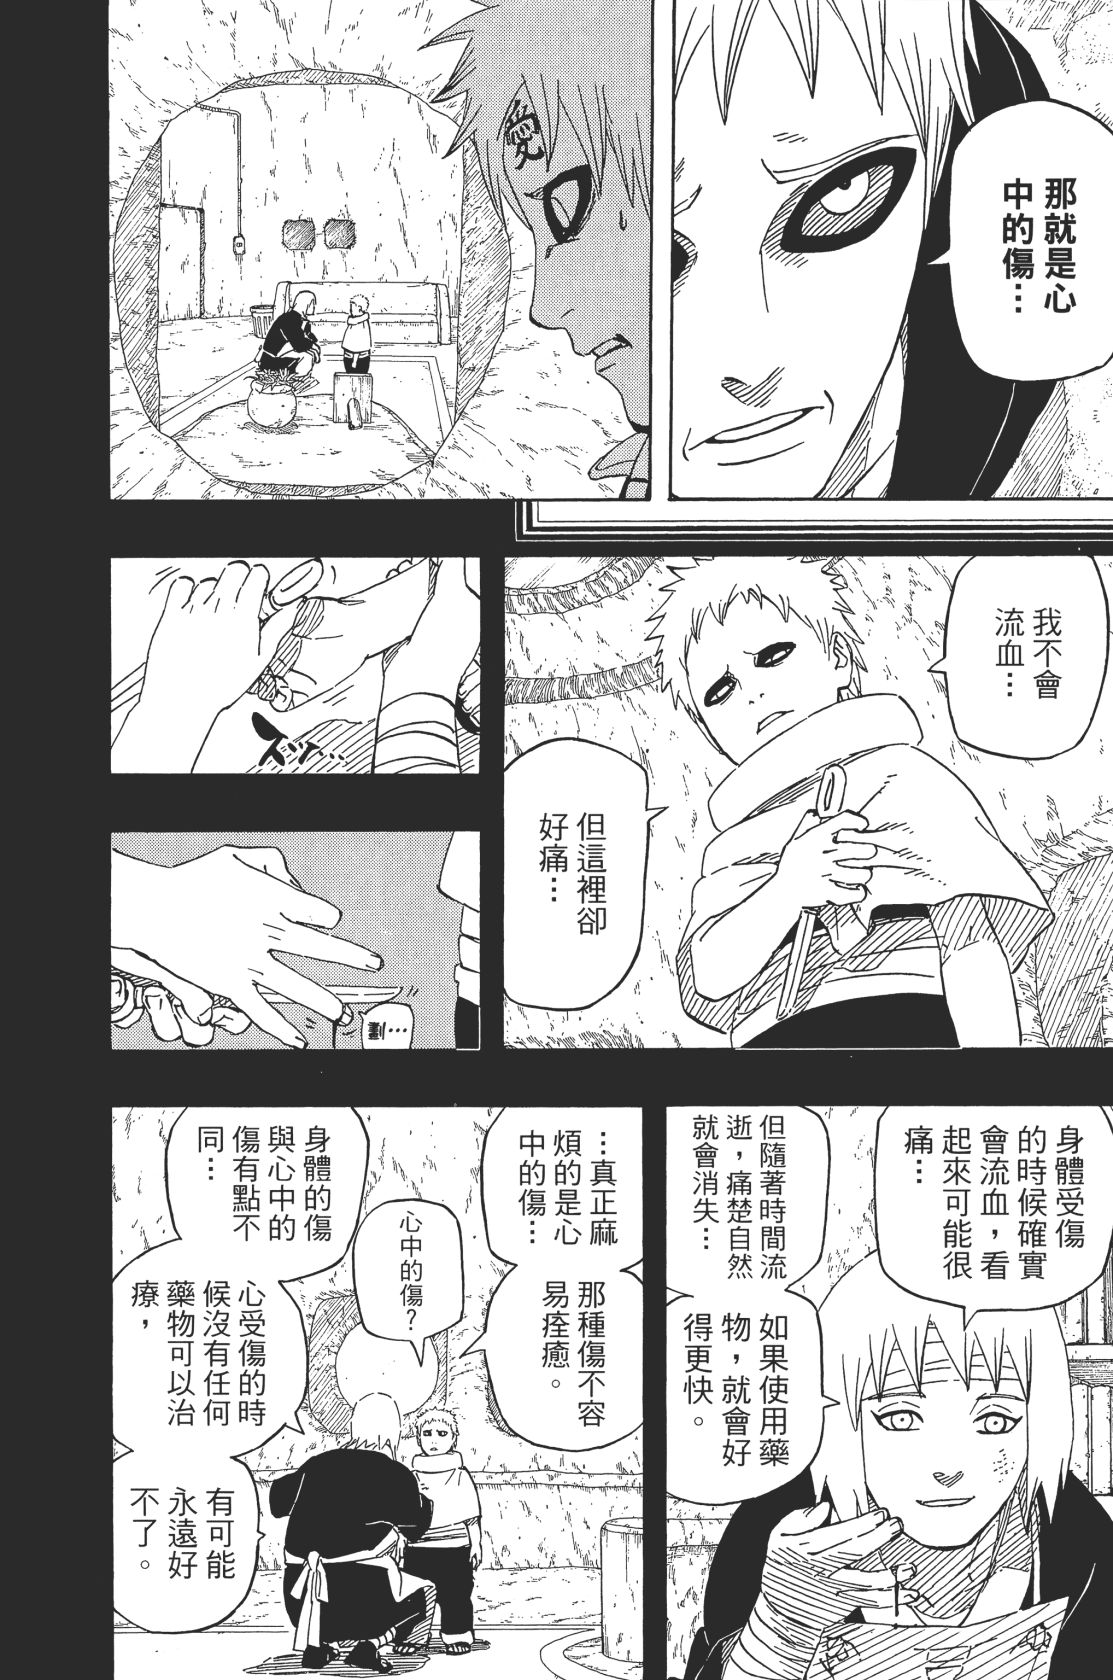 那就是心
中的傷…
愛
我不會
流血…
但這裡卻
好痛…
スッ…
劃…
身體受傷
的時候確實
會流血，看
起來可能很
痛…
但隨著時間流
逝，痛楚自然
就會消失…
如果使用藥
物，就會好
得更快。
…真正麻
煩的是心
中的傷…
那種傷不容
易痊癒。
心中的傷?
身體的傷
與心中的
傷有點不
同…
心受傷的時
候沒有任何
藥物可以治
療，
有可能
永遠好
不了。